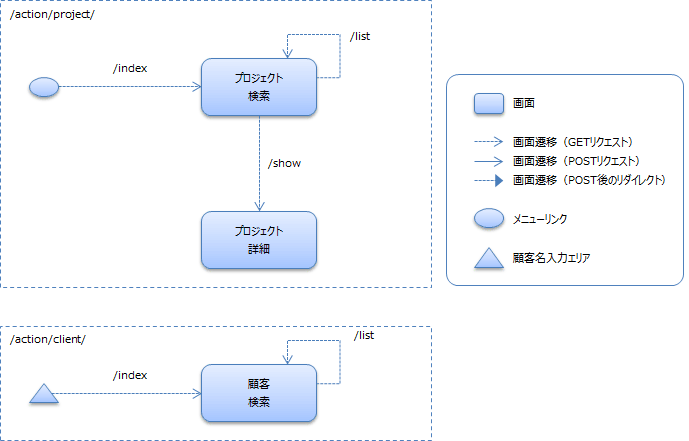 /action/project/
/list
/index
プロジェクト
検索
/show
プロジェクト
詳細
画面
画面遷移（GETリクエスト）
画面遷移（POSTリクエスト）
画面遷移（POST後のリダイレクト）
メニューリンク
顧客名入力エリア
/action/client/
/list
/index
顧客
検索